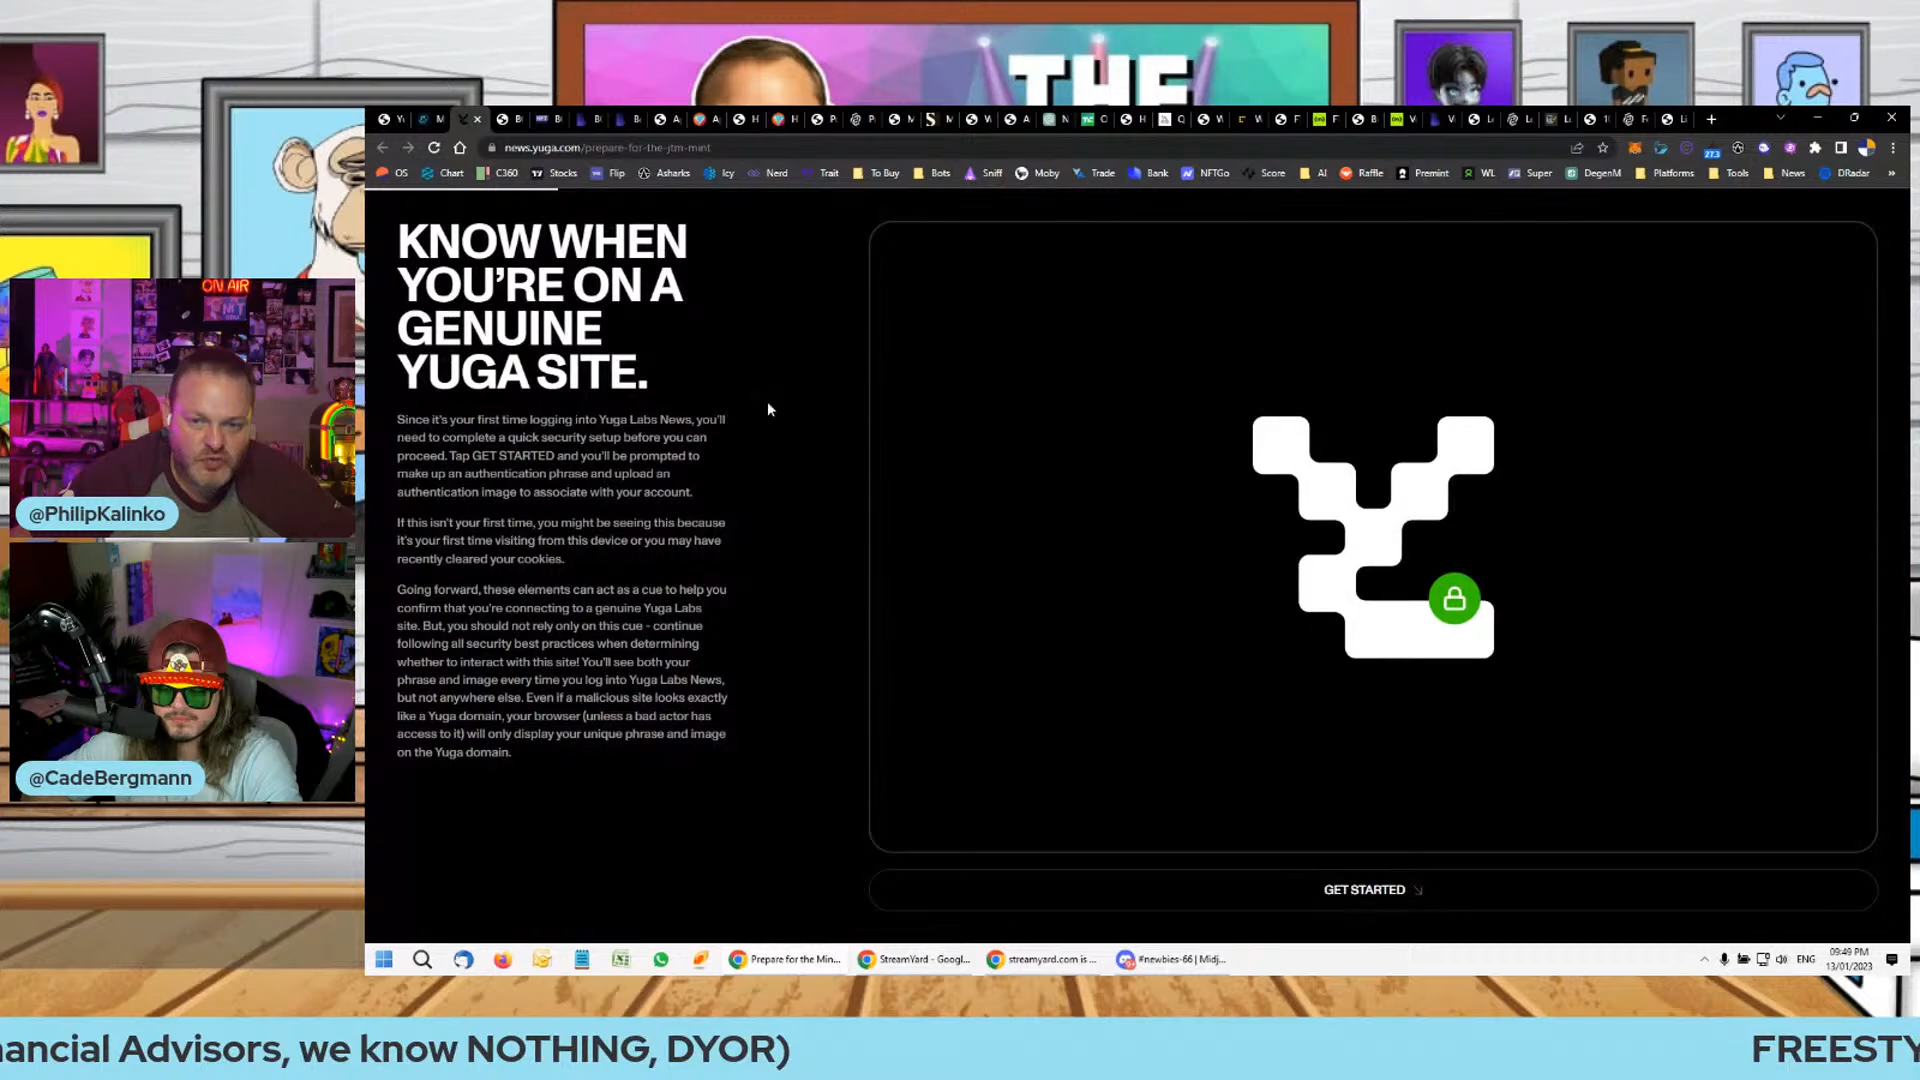 THE
news.yuga.com/prepare-for-the-jtm-mint
27.3
OS Chart C360 Stocks Flip Asharks Icy Nerd Trait To Buy Bots Sniff Moby Trade Bank NFTGo Score AI Raffle Premint WL Super DegenM Platforms Tools News DRadar »
KNOW WHEN
YOU'RE ON A
GENUINE
YUGA SITE.
Since it's your first time logging into Yuga Labs News, you'll
need to complete a quick security setup before you can
proceed. Tap GET STARTED and you'll be prompted to
make up an authentication phrase and upload an
authentication image to associate with your account.
If this isn't your first time, you might be seeing this because
it's your first time visiting from this device or you may have
recently cleared your cookies.
Going forward, these elements can act as a cue to help you
confirm that you're connecting to a genuine Yuga Labs
site. But, you should not rely only on this cue - continue
following all security best practices when determining
whether to interact with this site! You'll see both your
phrase and image every time you log into Yuga Labs News,
but not anywhere else. Even if a malicious site looks exactly
like a Yuga domain, your browser (unless a bad actor has
access to it) will only display your unique phrase and image
on the Yuga domain.
GET STARTED
ON AIR
@PhilipKalinko
@CadeBergmann
Prepare for the Min...
StreamYard - Googl...
streamyard.com is ...
#newbies-66 | Midj...
ENG
09:49 PM
13/01/2023
nancial Advisors, we know NOTHING, DYOR)
FREESTY